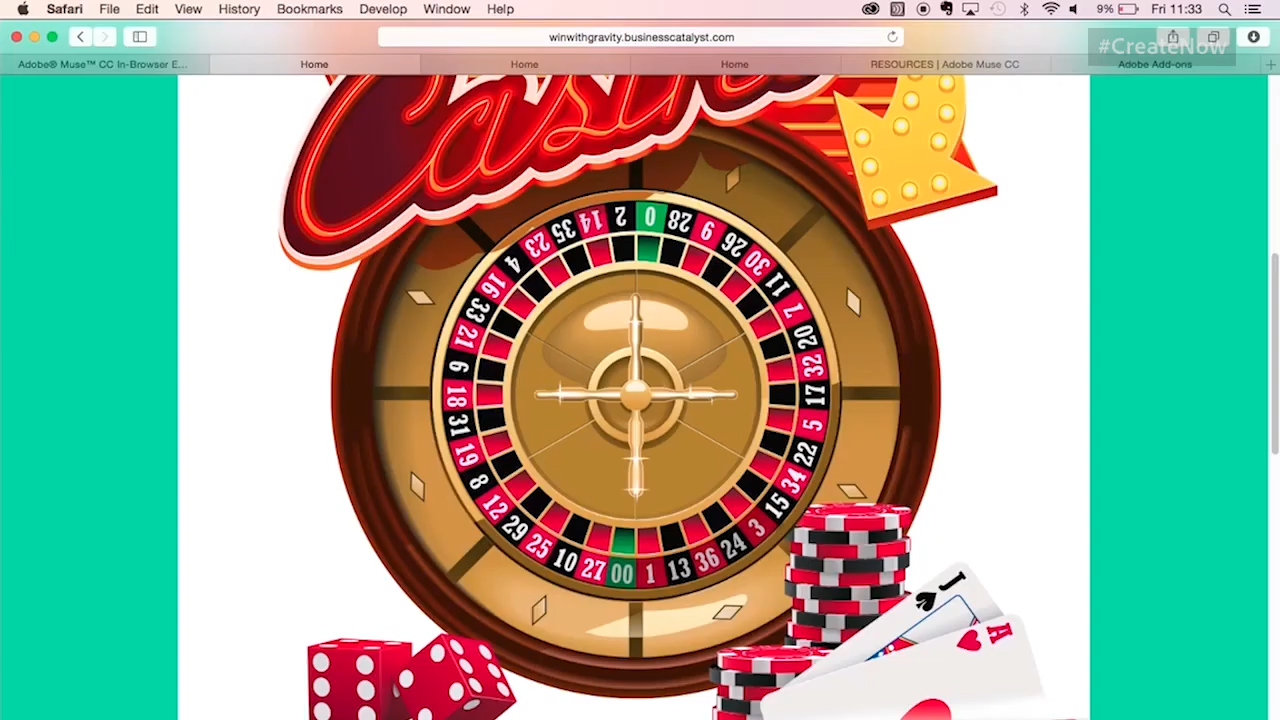 Safari File Edit View History Bookmarks Develop Window Help 9% Fri 11:33
winwithgravity.businesscatalyst.com
#CreateNow
Adobe® Muse™ CC In-Browser E... Home Home Home RESOURCES | Adobe Muse CC Adobe Add-ons
Casino
0 28 9 26 30 11 7 20 32 17 5 22 34 15 3 24 36 13 1 00 27 10 25 29 12 8 19 31 18 6 21 33 16 4 23 35 14 2
J
A